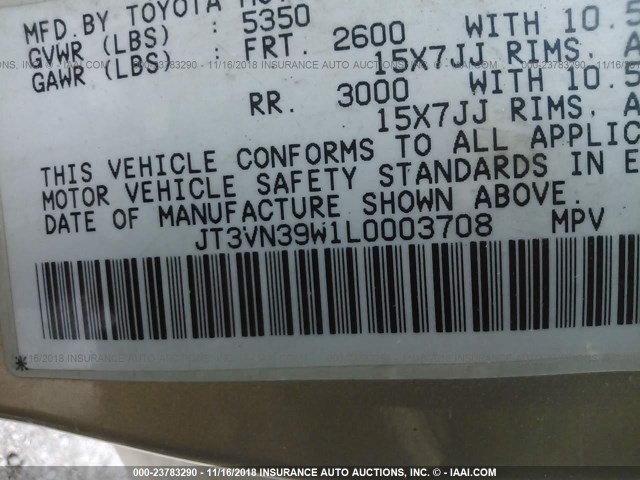 MFD.BY TOYOTA
GVWR (LBS) : 5350
GAWR (LBS) : FRT. 2600 WITH 10.5
15X7JJ RIMS, A
RR. 3000 WITH 10.5
15X7JJ RIMS, A
THIS VEHICLE CONFORMS TO ALL APPLIC
MOTOR VEHICLE SAFETY STANDARDS IN E
DATE OF MANUFACTURE SHOWN ABOVE.
JT3VN39W1L0003708 MPV
*
000-23783290 - 11/16/2018 INSURANCE AUTO AUCTIONS, INC. - IAAI.COM